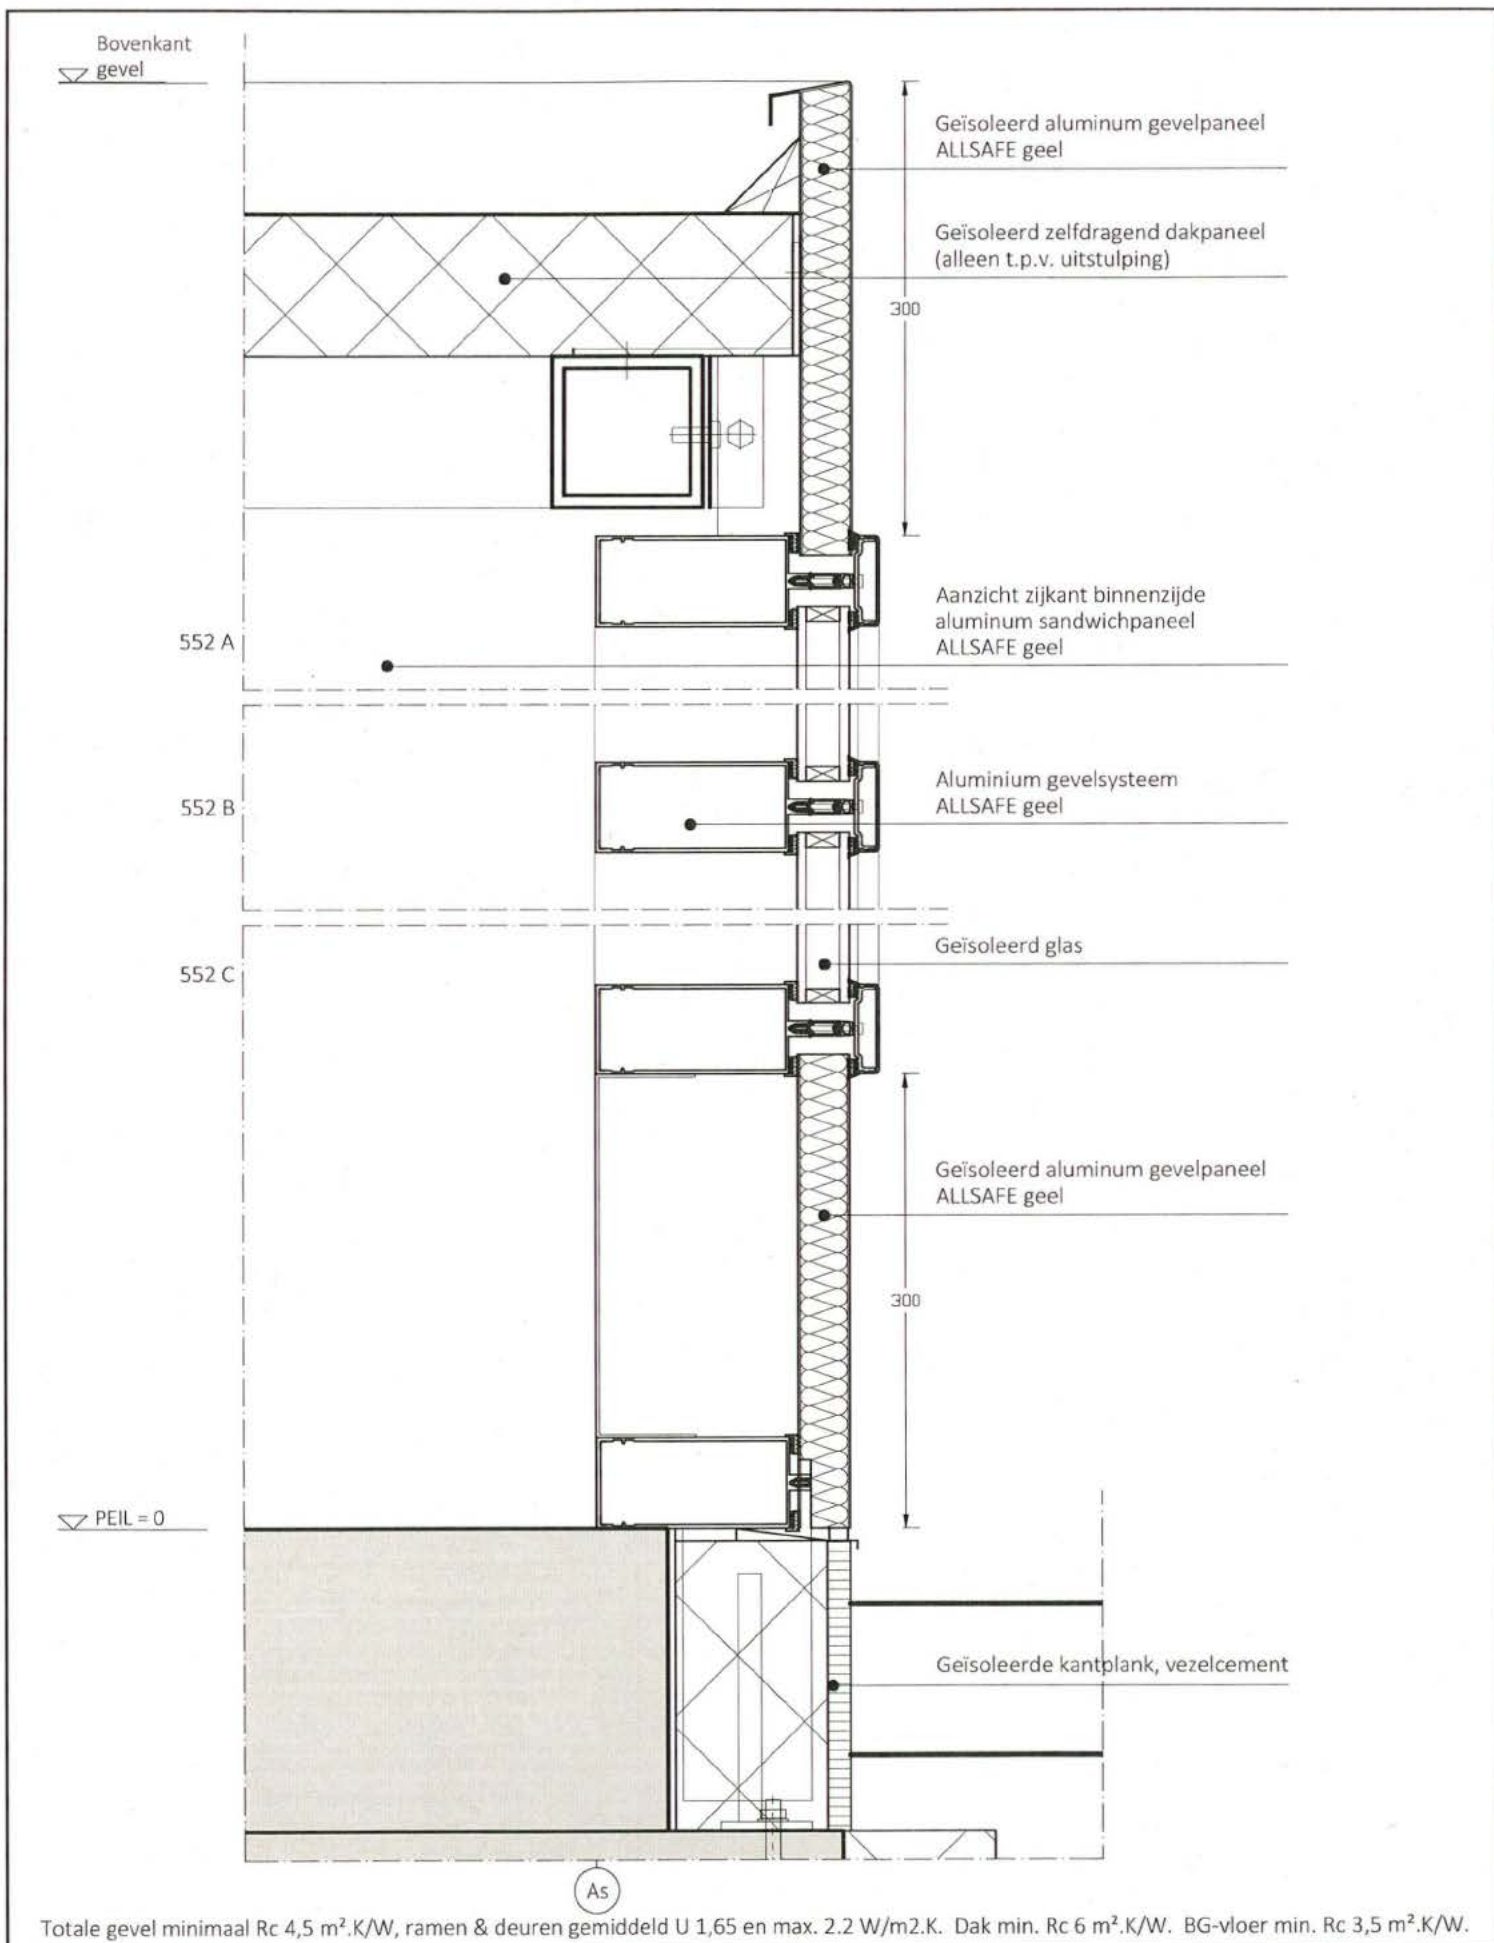 Bovenkant
gevel
Geïsoleerd aluminum gevelpaneel
ALLSAFE geel
Geïsoleerd zelfdragend dakpaneel
(alleen t.p.v. uitstulping)
300
Aanzicht zijkant binnenzijde
aluminum sandwichpaneel
ALLSAFE geel
552 A
Aluminium gevelsysteem
ALLSAFE geel
552 B
Geïsoleerd glas
552 C
Geïsoleerd aluminum gevelpaneel
ALLSAFE geel
300
PEIL = 0
Geïsoleerde kantplank, vezelcement
As
Totale gevel minimaal Rc 4,5 m².K/W, ramen & deuren gemiddeld U 1,65 en max. 2.2 W/m2.K. Dak min. Rc 6 m².K/W. BG-vloer min. Rc 3,5 m².K/W.